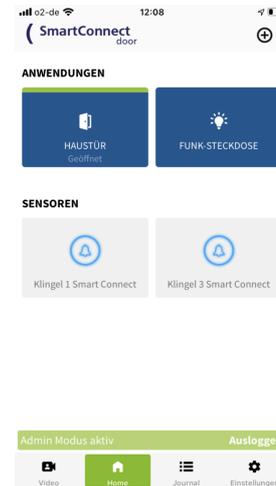 o2-de 12:08
SmartConnect
door
ANWENDUNGEN
HAUSTÜR FUNK-STECKDOSE
Geöffnet
SENSOREN
Klingel 1 Smart Connect Klingel 3 Smart Connect
Admin Modus aktiv Auslogge
Video Home Journal Einstellungen